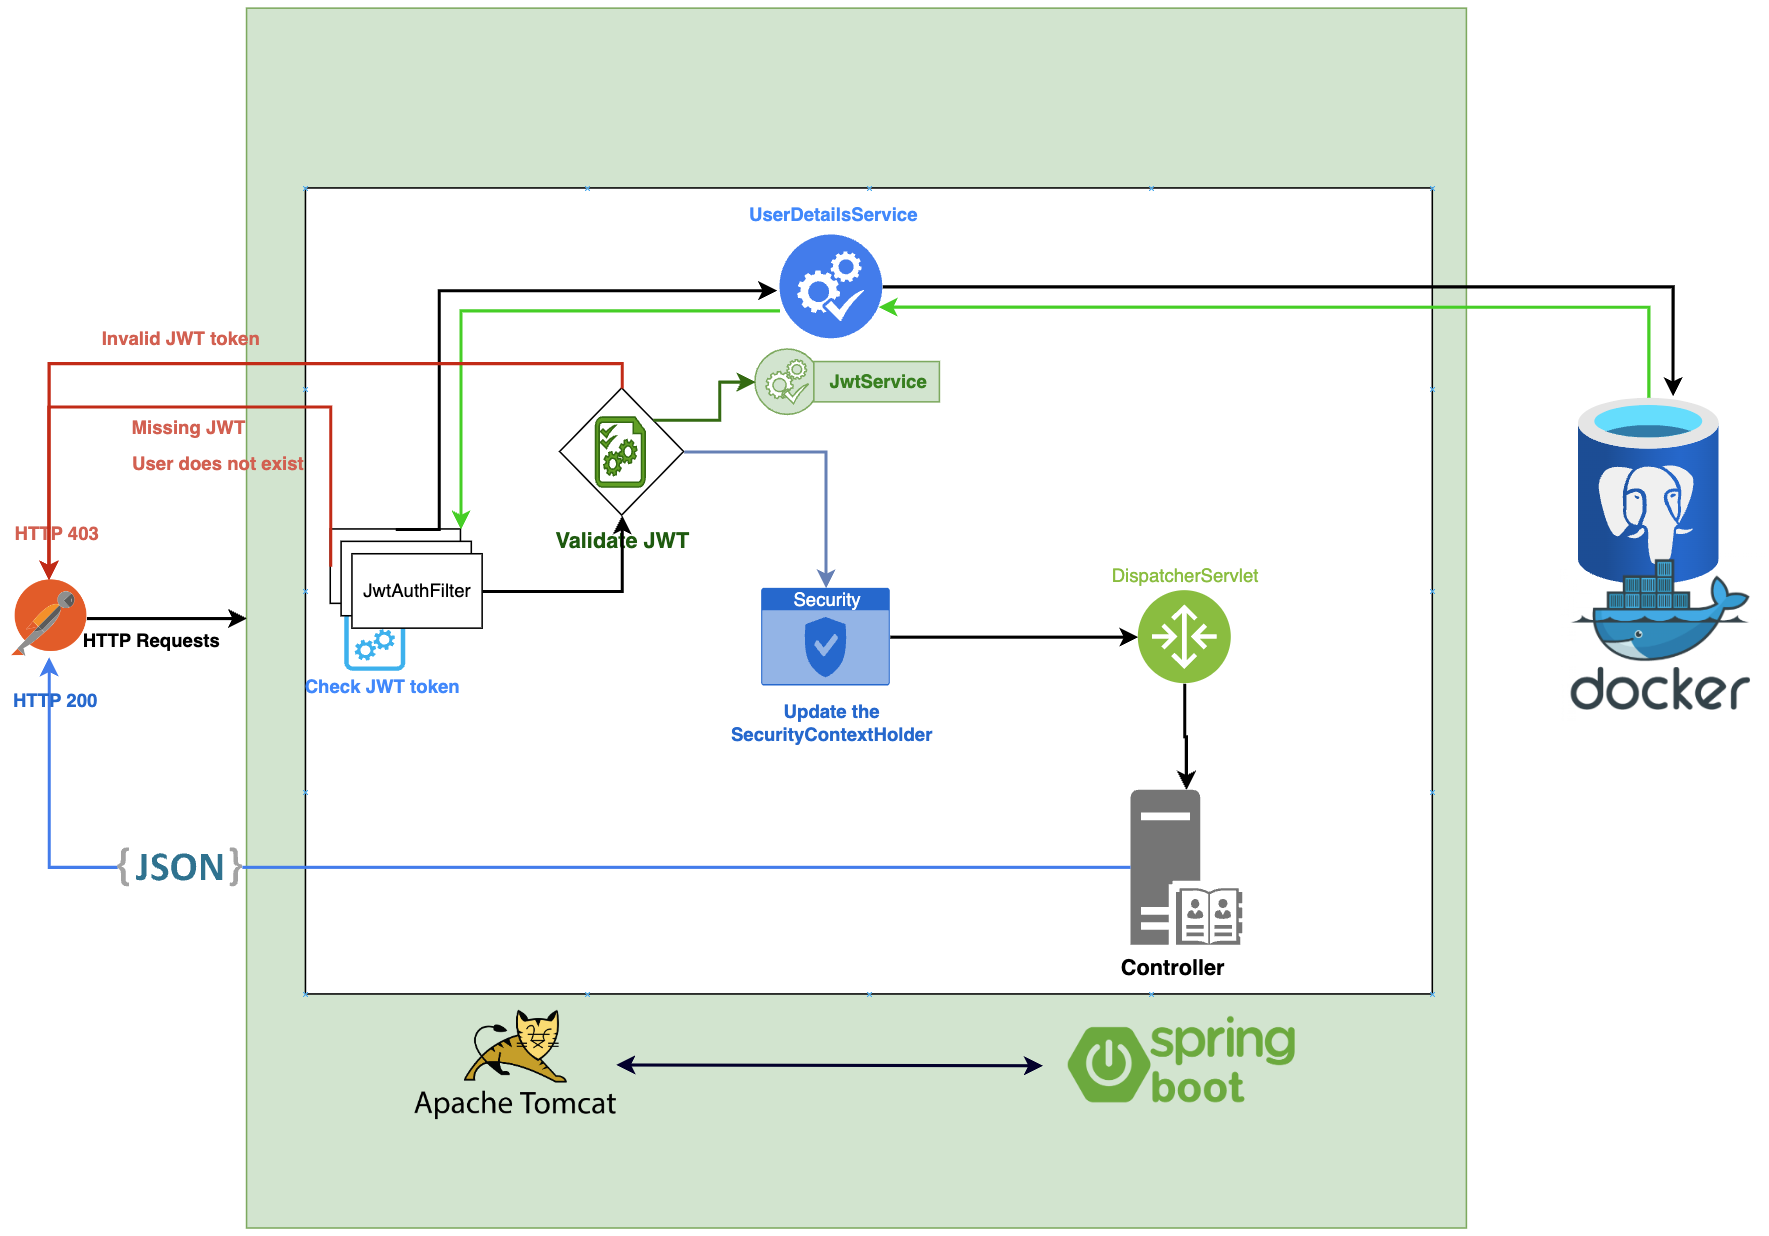 UserDetailsService
Invalid JWT token
JwtService
Missing JWT
User does not exist
HTTP 403
Validate JWT
JwtAuthFilter
Security
DispatcherServlet
HTTP Requests
Check JWT token
HTTP 200
Update the
SecurityContextHolder
docker
{JSON}
Controller
Apache Tomcat
spring
boot